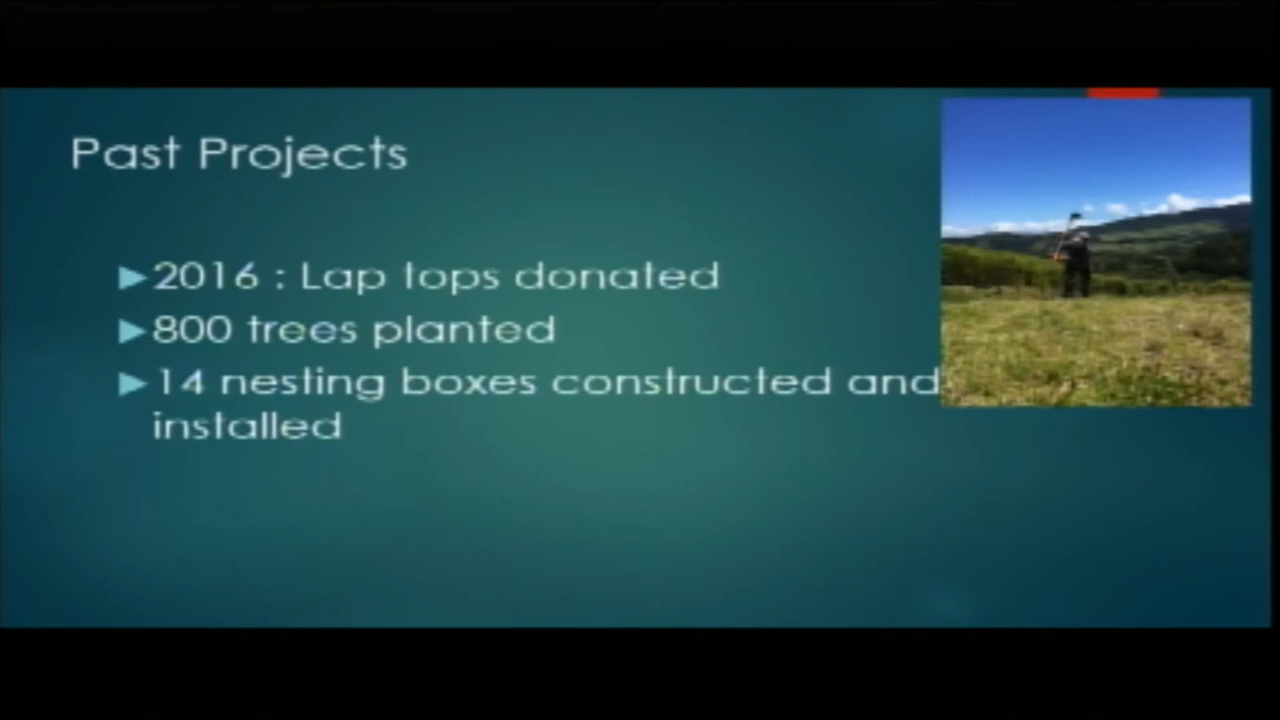 Past Projects
2016 : Lap tops donated
800 trees planted
14 nesting boxes constructed and
installed